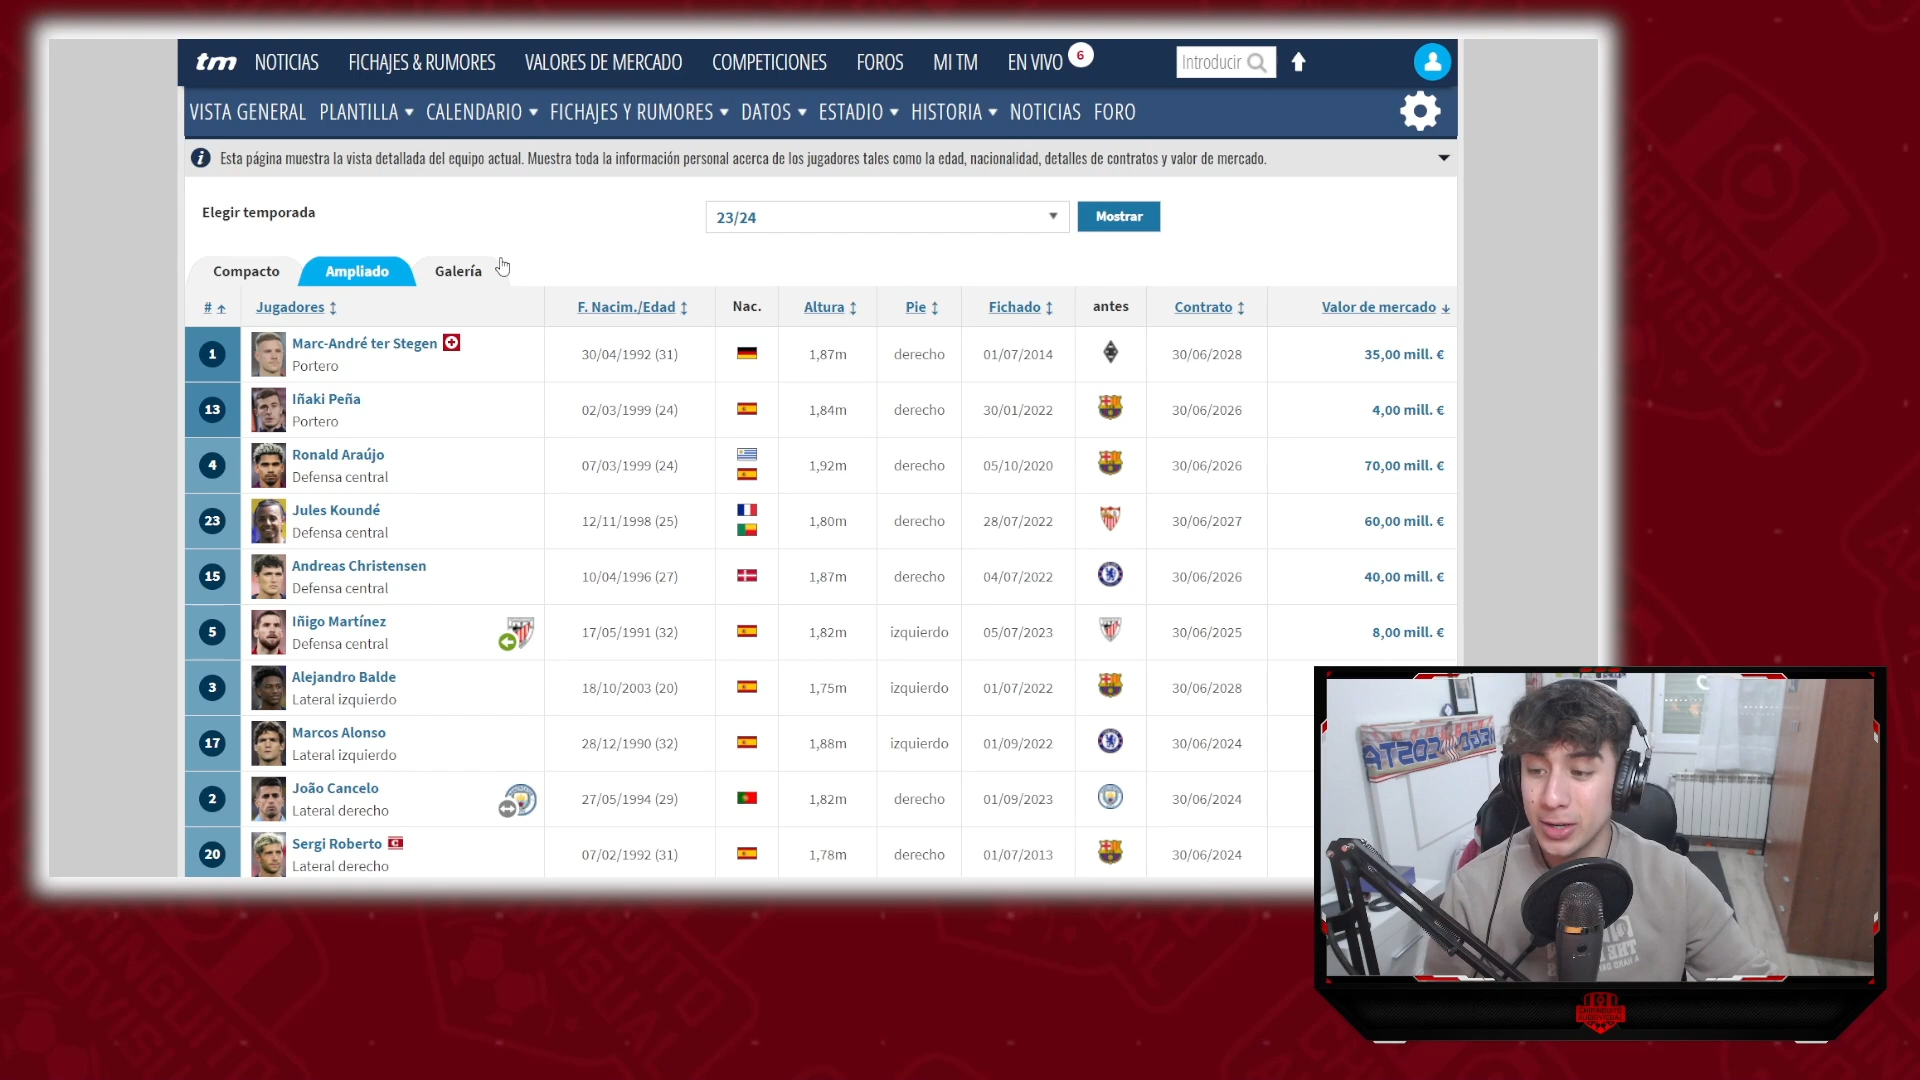 tm NOTICIAS FICHAJES & RUMORES VALORES DE MERCADO COMPETICIONES FOROS MI TM EN VIVO 6 Introducir
VISTA GENERAL PLANTILLA CALENDARIO FICHAJES Y RUMORES DATOS ESTADIO HISTORIA NOTICIAS FORO
Esta página muestra la vista detallada del equipo actual. Muestra toda la información personal acerca de los jugadores tales como la edad, nacionalidad, detalles de contratos y valor de mercado.
Elegir temporada 23/24 Mostrar
Compacto Ampliado Galería
# Jugadores F. Nacim./Edad Nac. Altura Pie Fichado antes Contrato Valor de mercado
1 Marc-André ter Stegen 30/04/1992 (31) 1,87m derecho 01/07/2014 30/06/2028 35,00 mill. €
Portero
13 Iñaki Peña 02/03/1999 (24) 1,84m derecho 30/01/2022 30/06/2026 4,00 mill. €
Portero
4 Ronald Araújo 07/03/1999 (24) 1,92m derecho 05/10/2020 30/06/2026 70,00 mill. €
Defensa central
23 Jules Koundé 12/11/1998 (25) 1,80m derecho 28/07/2022 30/06/2027 60,00 mill. €
Defensa central
15 Andreas Christensen 10/04/1996 (27) 1,87m derecho 04/07/2022 30/06/2026 40,00 mill. €
Defensa central
5 Iñigo Martínez 17/05/1991 (32) 1,82m izquierdo 05/07/2023 30/06/2025 8,00 mill. €
Defensa central
3 Alejandro Balde 18/10/2003 (20) 1,75m izquierdo 01/07/2022 30/06/2028
Lateral izquierdo
17 Marcos Alonso 28/12/1990 (32) 1,88m izquierdo 01/09/2022 30/06/2024
Lateral izquierdo
2 João Cancelo 27/05/1994 (29) 1,82m derecho 01/09/2023 30/06/2024
Lateral derecho
20 Sergi Roberto 07/02/1992 (31) 1,78m derecho 01/07/2013 30/06/2024
Lateral derecho